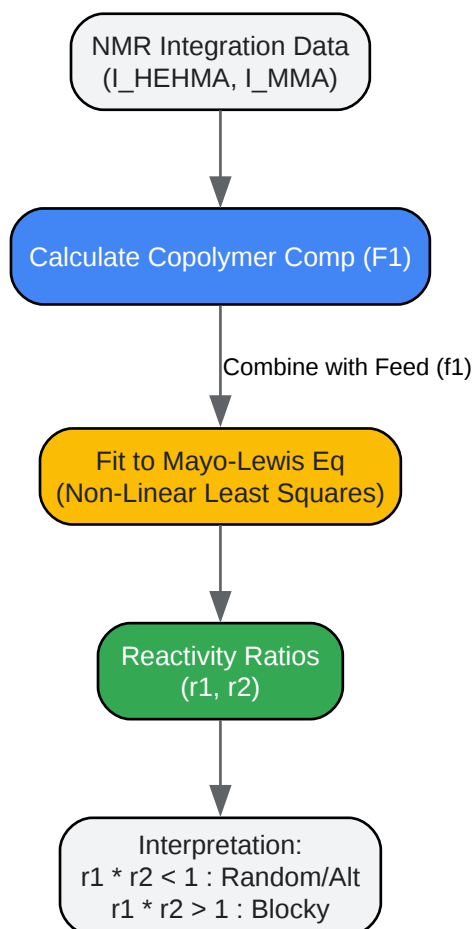 NMR Integration Data
(I_HEHMA, I_MMA)
Calculate Copolymer Comp (F1)
Combine with Feed (f1)
Fit to Mayo-Lewis Eq
(Non-Linear Least Squares)
Reactivity Ratios
(r1, r2)
Interpretation:
r1 * r2 < 1 : Random/Alt
r1 * r2 > 1 : Blocky